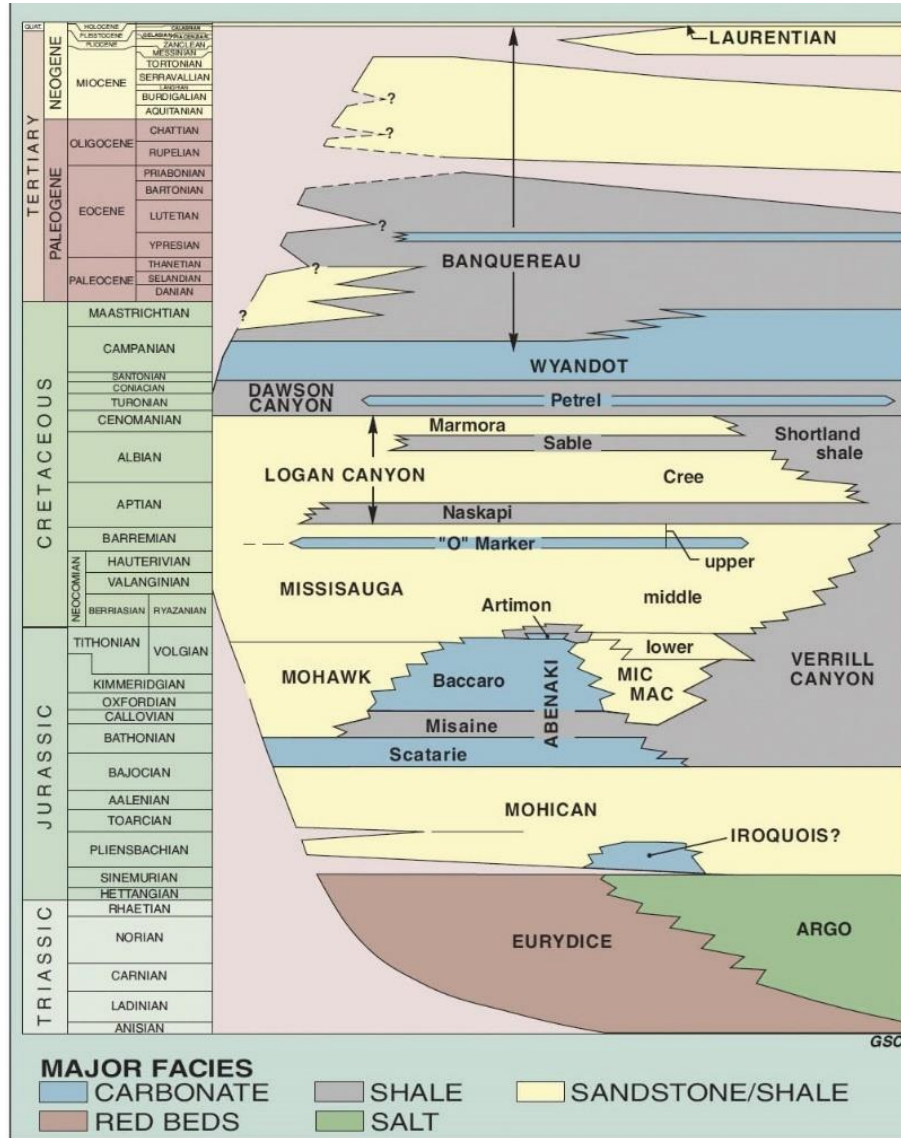 QUAT.
HOLOCENE
PLEISTOCENE
PLIOCENE
CALABRIAN
ZANCLEAN
MESSINIAN
TERTIARY
NEOGENE
MIOCENE
TORTONIAN
SERRAVALLIAN
LANGHIAN
BURDIGALIAN
AQUITANIAN
PALEOGENE
OLIGOCENE
CHATTIAN
RUPELIAN
EOCENE
PRIABONIAN
BARTONIAN
LUTETIAN
YPRESIAN
PALEOCENE
THANETIAN
SELANDIAN
DANIAN
CRETACEOUS
MAASTRICHTIAN
CAMPANIAN
SANTONIAN
CONIACIAN
TURONIAN
CENOMANIAN
ALBIAN
APTIAN
BARREMIAN
NEOCOMIAN
HAUTERIVIAN
VALANGINIAN
BERRIASIAN
RYAZANIAN
JURASSIC
TITHONIAN
VOLGIAN
KIMMERIDGIAN
OXFORDIAN
CALLOVIAN
BATHONIAN
BAJOCIAN
AALENIAN
TOARCIAN
PLIENSBACHIAN
SINEMURIAN
HETTANGIAN
TRIASSIC
RHAETIAN
NORIAN
CARNIAN
LADINIAN
ANISIAN
LAURENTIAN
?
?
?
BANQUEREAU
?
?
WYANDOT
DAWSON
CANYON
Petrel
Marmora
Sable
Shortland
shale
LOGAN CANYON
Cree
Naskapi
"O" Marker
upper
MISSISAUGA
middle
Artimon
lower
MOHAWK
Baccaro
ABENAKI
MIC
MAC
VERRILL
CANYON
Misaine
Scatarie
MOHICAN
IROQUOIS?
EURYDICE
ARGO
GSC
MAJOR FACIES
CARBONATE
SHALE
SANDSTONE/SHALE
RED BEDS
SALT